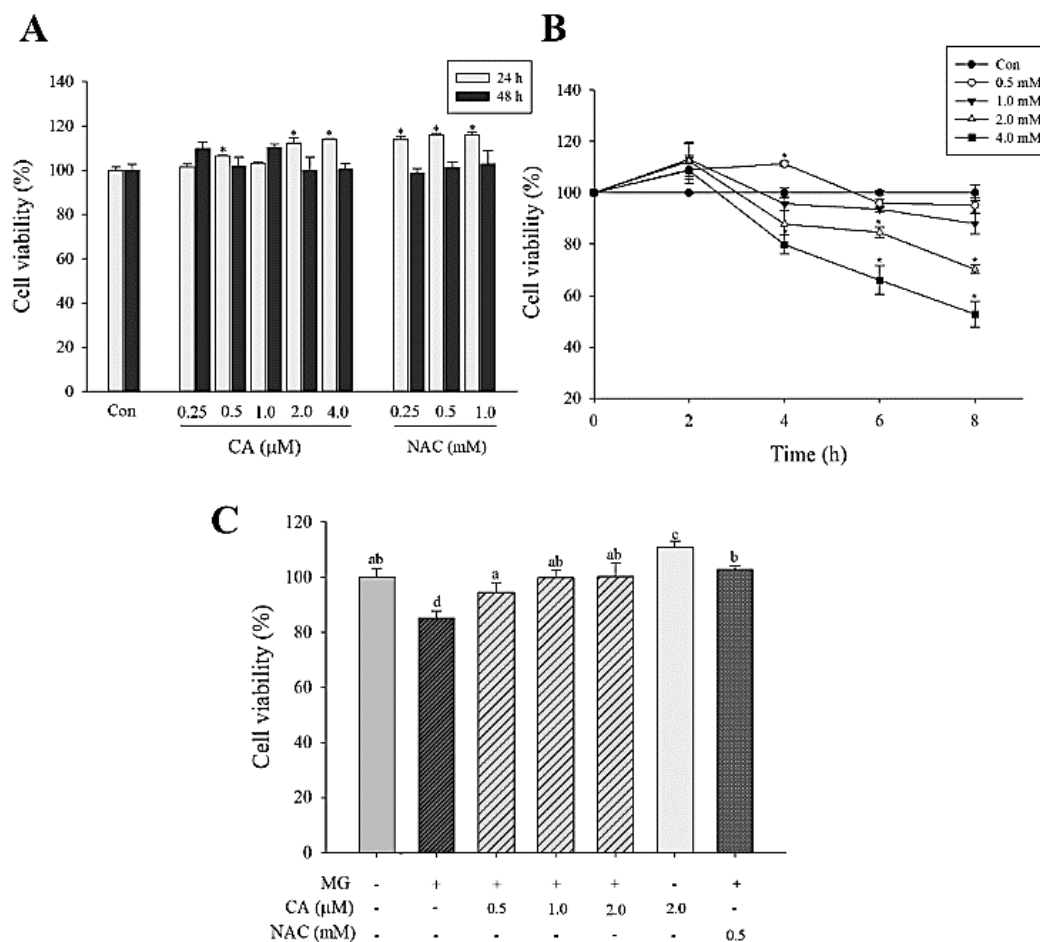 A
Cell viability (%)
140
120
100
80
60
40
20
0
24 h
48 h
* * * * * *
Con
0.25 0.5 1.0 2.0 4.0
0.25 0.5 1.0
CA (μM)
NAC (mM)
B
Cell viability (%)
140
120
100
80
60
40
20
Con
0.5 mM
1.0 mM
2.0 mM
4.0 mM
*
*
*
*
*
*
0 2 4 6 8
Time (h)
C
Cell viability (%)
120
100
80
60
40
20
0
ab d a ab ab c b
MG - + + + + - +
CA (μM) - - 0.5 1.0 2.0 2.0 -
NAC (mM) - - - - - - 0.5